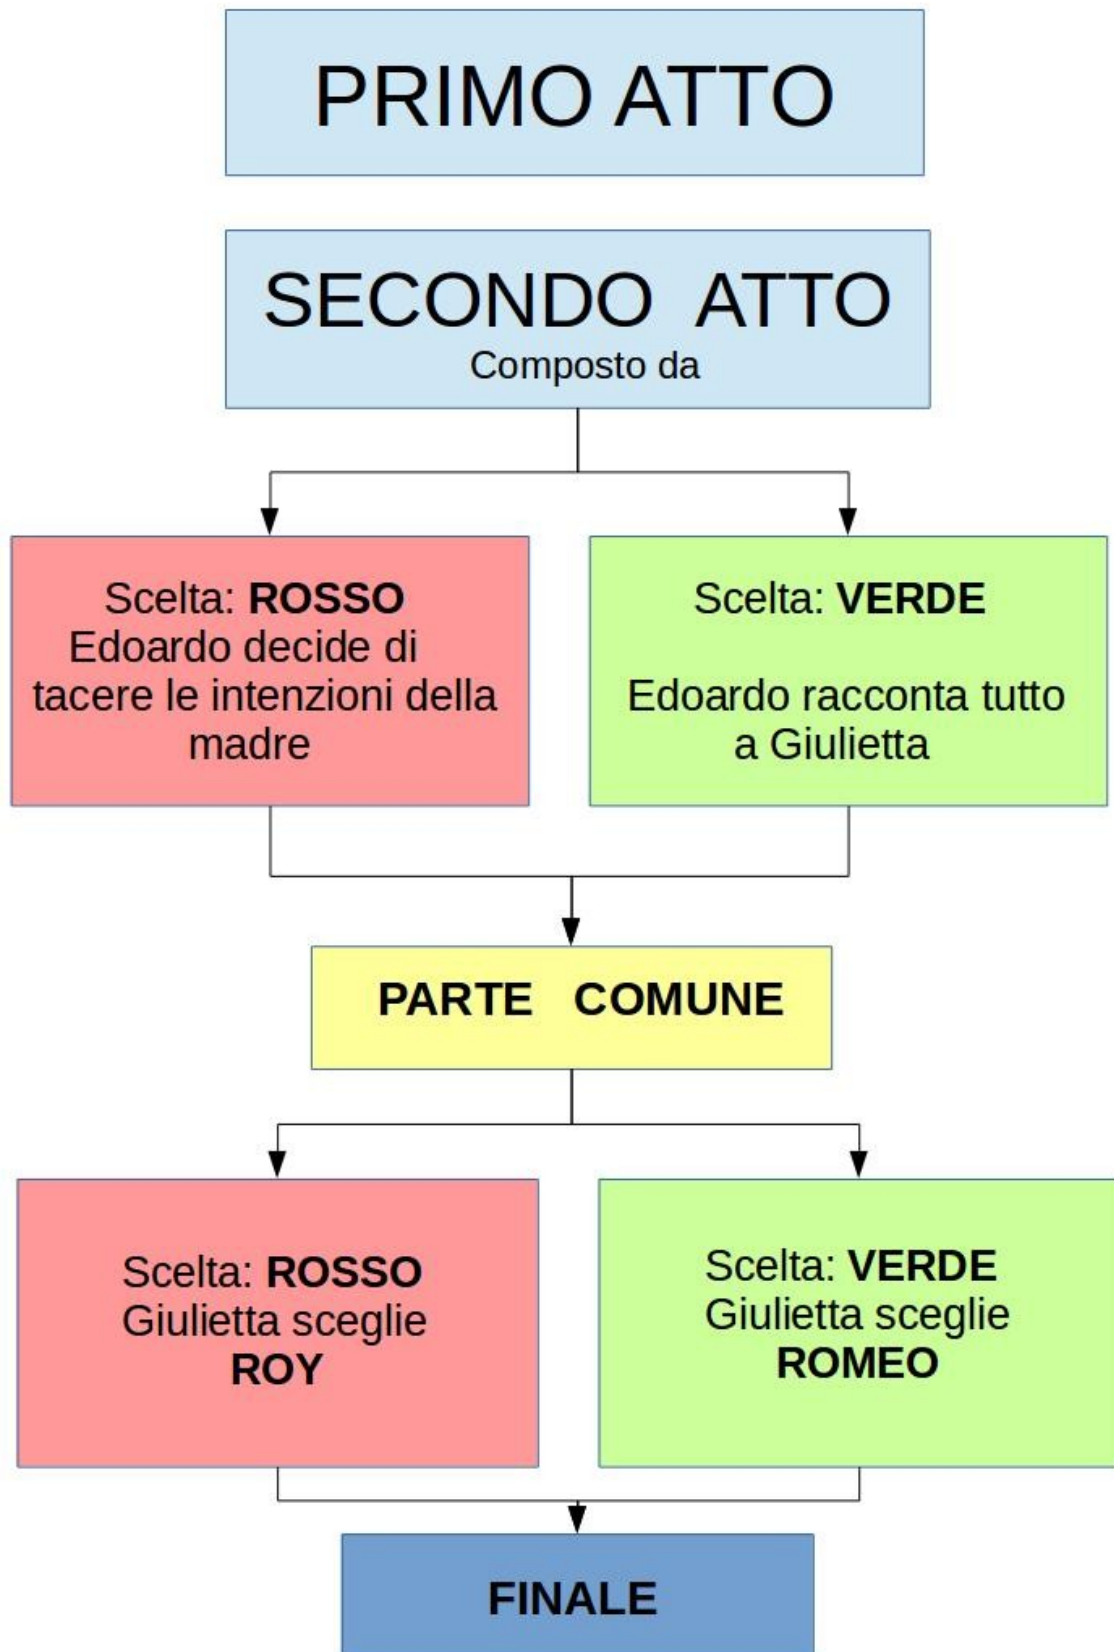 PRIMO ATTO
SECONDO ATTO
Composto da
Scelta: ROSSO
Edoardo decide di
tacere le intenzioni della
madre
Scelta: VERDE
Edoardo racconta tutto
a Giulietta
PARTE COMUNE
Scelta: ROSSO
Giulietta sceglie
ROY
Scelta: VERDE
Giulietta sceglie
ROMEO
FINALE